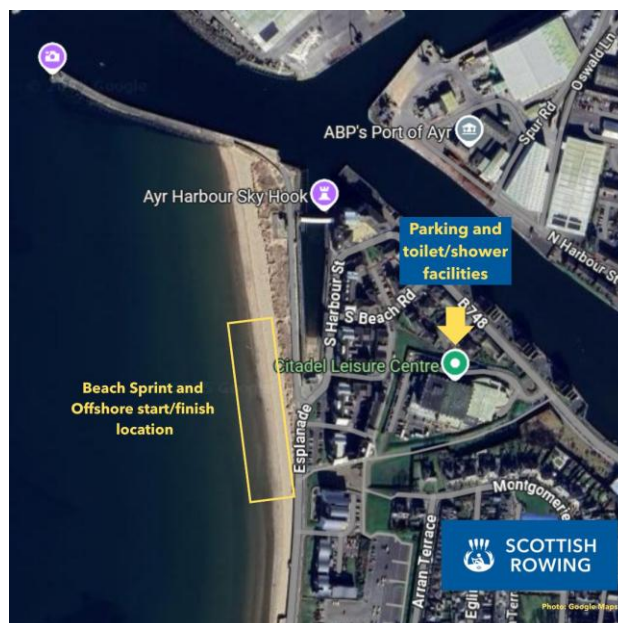 Oswald Ln
Spur Rd
ABP's Port of Ayr
Ayr Harbour Sky Hook
Parking and
toilet/shower
facilities
N Harbour St
S Harbour St
S Beach Rd
B 748
Citadel Leisure Centre
Beach Sprint and
Offshore start/finish
location
Esplanade
Montgomerie
Arran Terrace
SCOTTISH
ROWING
Photo: Google Maps